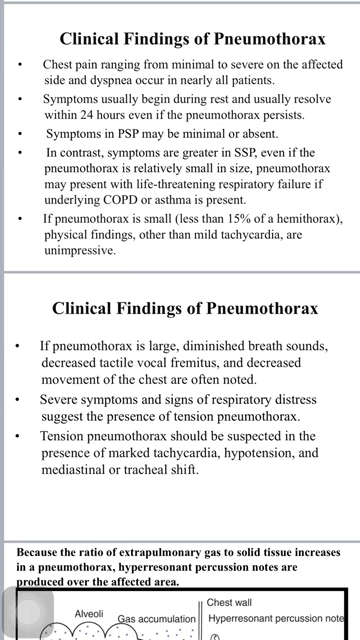 Clinical Findings of Pneumothorax
• Chest pain ranging from minimal to severe on the affected
side and dyspnea occur in nearly all patients.
• Symptoms usually begin during rest and usually resolve
within 24 hours even if the pneumothorax persists.
• Symptoms in PSP may be minimal or absent.
• In contrast, symptoms are greater in SSP, even if the
pneumothorax is relatively small in size, pneumothorax
may present with life-threatening respiratory failure if
underlying COPD or asthma is present.
• If pneumothorax is small (less than 15% of a hemithorax),
physical findings, other than mild tachycardia, are
unimpressive.
Clinical Findings of Pneumothorax
• If pneumothorax is large, diminished breath sounds,
decreased tactile vocal fremitus, and decreased
movement of the chest are often noted.
• Severe symptoms and signs of respiratory distress
suggest the presence of tension pneumothorax.
• Tension pneumothorax should be suspected in the
presence of marked tachycardia, hypotension, and
mediastinal or tracheal shift.
Because the ratio of extrapulmonary gas to solid tissue increases
in a pneumothorax, hyperresonant percussion notes are
produced over the affected area.
Chest wall
Alveoli
Gas accumulation
Hyperresonant percussion note